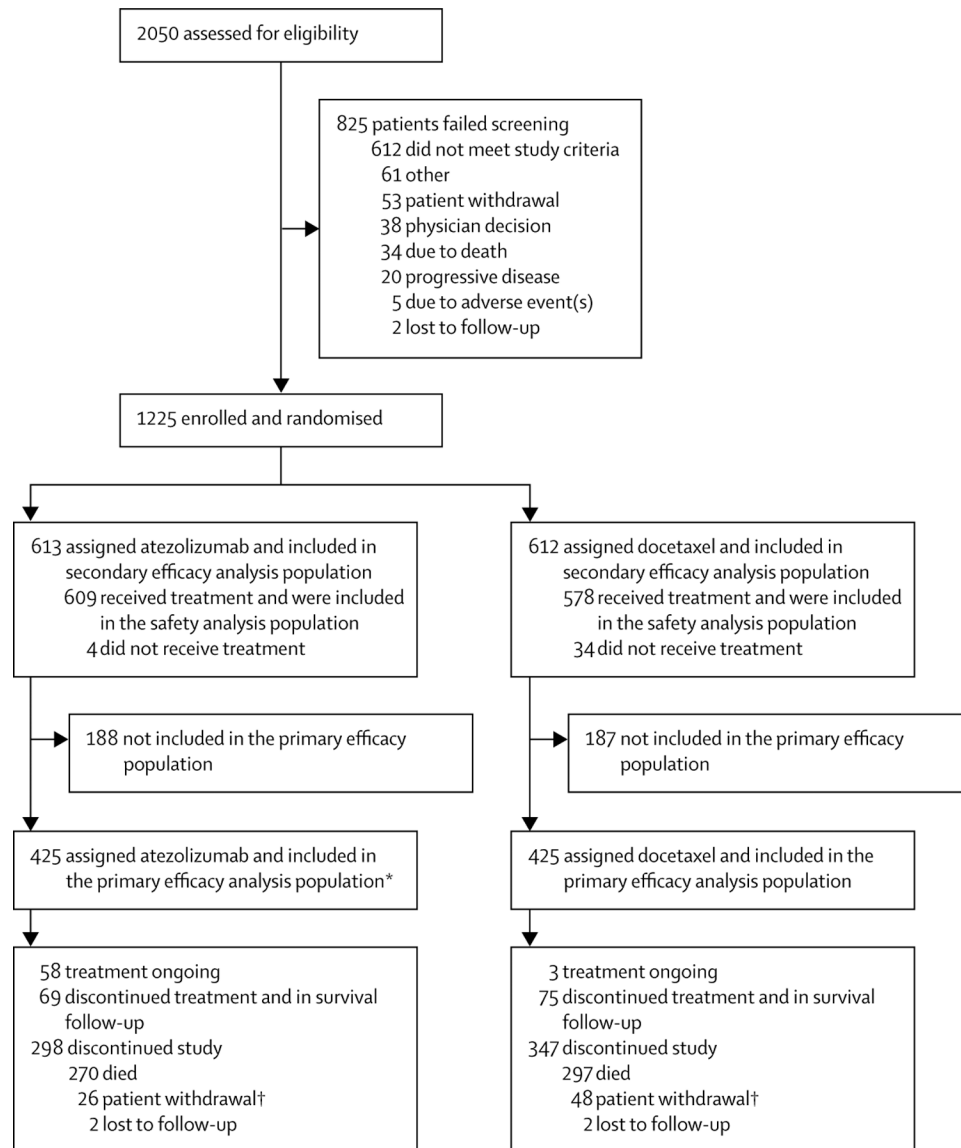 2050 assessed for eligibility
825 patients failed screening
612 did not meet study criteria
61 other
53 patient withdrawal
38 physician decision
34 due to death
20 progressive disease
5 due to adverse event(s)
2 lost to follow-up
1225 enrolled and randomised
613 assigned atezolizumab and included in
secondary efficacy analysis population
609 received treatment and were included
in the safety analysis population
4 did not receive treatment
612 assigned docetaxel and included in
secondary efficacy analysis population
578 received treatment and were included
in the safety analysis population
34 did not receive treatment
188 not included in the primary efficacy
population
187 not included in the primary efficacy
population
425 assigned atezolizumab and included in
the primary efficacy analysis population*
425 assigned docetaxel and included in the
primary efficacy analysis population
58 treatment ongoing
69 discontinued treatment and in survival
follow-up
298 discontinued study
270 died
26 patient withdrawal†
2 lost to follow-up
3 treatment ongoing
75 discontinued treatment and in survival
follow-up
347 discontinued study
297 died
48 patient withdrawal†
2 lost to follow-up